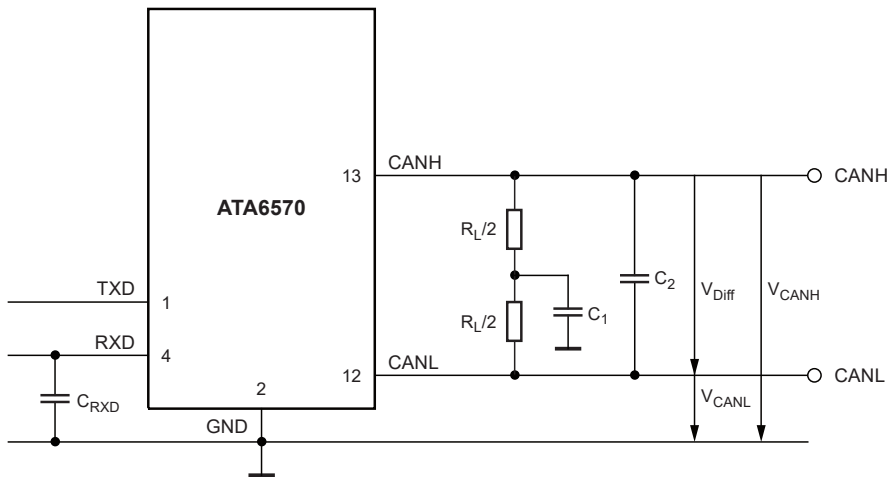 CANH
13
CANH
ATA6570
R_L/2
C_2
V_Diff
V_CANH
TXD
1
R_L/2
C_1
RXD
4
CANL
12
CANL
2
C_RXD
V_CANL
GND